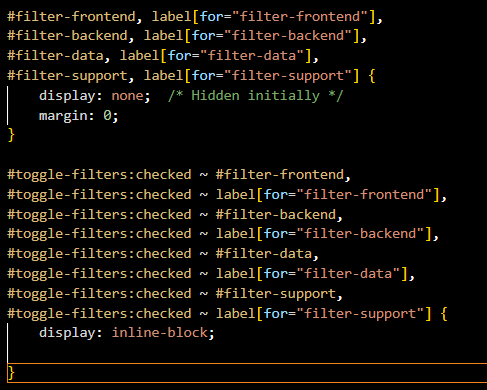 #filter-frontend, label[for="filter-frontend"],
#filter-backend, label[for="filter-backend"],
#filter-data, label[for="filter-data"],
#filter-support, label[for="filter-support"] {
    display: none;  /* Hidden initially */
    margin: 0;
}

#toggle-filters:checked ~ #filter-frontend,
#toggle-filters:checked ~ label[for="filter-frontend"],
#toggle-filters:checked ~ #filter-backend,
#toggle-filters:checked ~ label[for="filter-backend"],
#toggle-filters:checked ~ #filter-data,
#toggle-filters:checked ~ label[for="filter-data"],
#toggle-filters:checked ~ #filter-support,
#toggle-filters:checked ~ label[for="filter-support"] {
    display: inline-block;

}